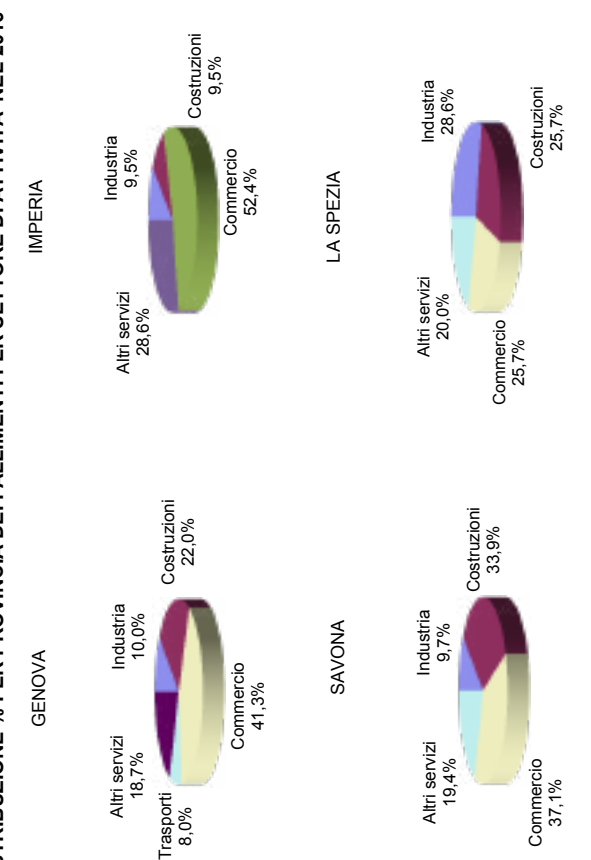 % PER PROVINCIA DEI FALLIMENTI PER SETTORE DI ATTIVITA' NEL 2010
GENOVA
Altri servizi
18,7%
Industria
10,0%
Costruzioni
22,0%
Trasporti
8,0%
Commercio
41,3%
IMPERIA
Altri servizi
28,6%
Industria
9,5%
Costruzioni
9,5%
Commercio
52,4%
SAVONA
Altri servizi
19,4%
Industria
9,7%
Costruzioni
33,9%
Commercio
37,1%
LA SPEZIA
Altri servizi
20,0%
Industria
28,6%
Commercio
25,7%
Costruzioni
25,7%